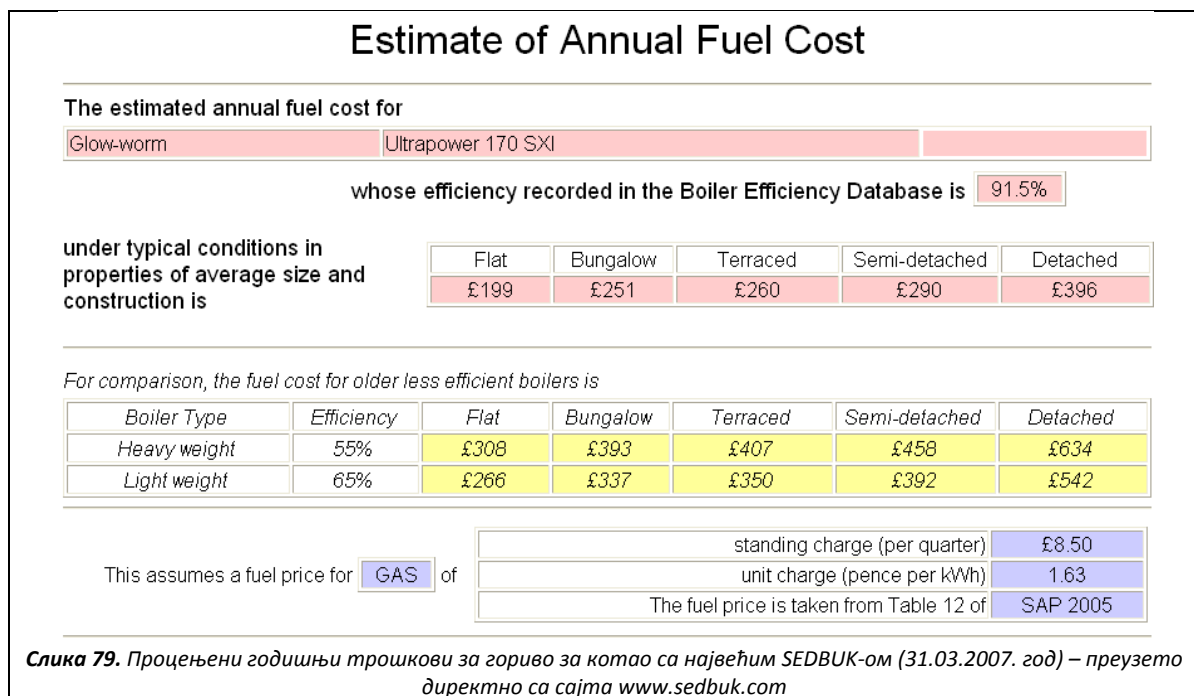 Estimate of Annual Fuel Cost
The estimated annual fuel cost for
Glow-worm Ultrapower 170 SXI
whose efficiency recorded in the Boiler Efficiency Database is 91.5%
under typical conditions in
properties of average size and
construction is
Flat Bungalow Terraced Semi-detached Detached
£199 £251 £260 £290 £396
For comparison, the fuel cost for older less efficient boilers is
Boiler Type Efficiency Flat Bungalow Terraced Semi-detached Detached
Heavy weight 55% £308 £393 £407 £458 £634
Light weight 65% £266 £337 £350 £392 £542
This assumes a fuel price for GAS of
standing charge (per quarter) £8.50
unit charge (pence per kWh) 1.63
The fuel price is taken from Table 12 of SAP 2005
Слика 79. Процењени годишњи трошкови за гориво за котао са највећим SEDBUK-ом (31.03.2007. год) – преузето
директно са сајта www.sedbuk.com